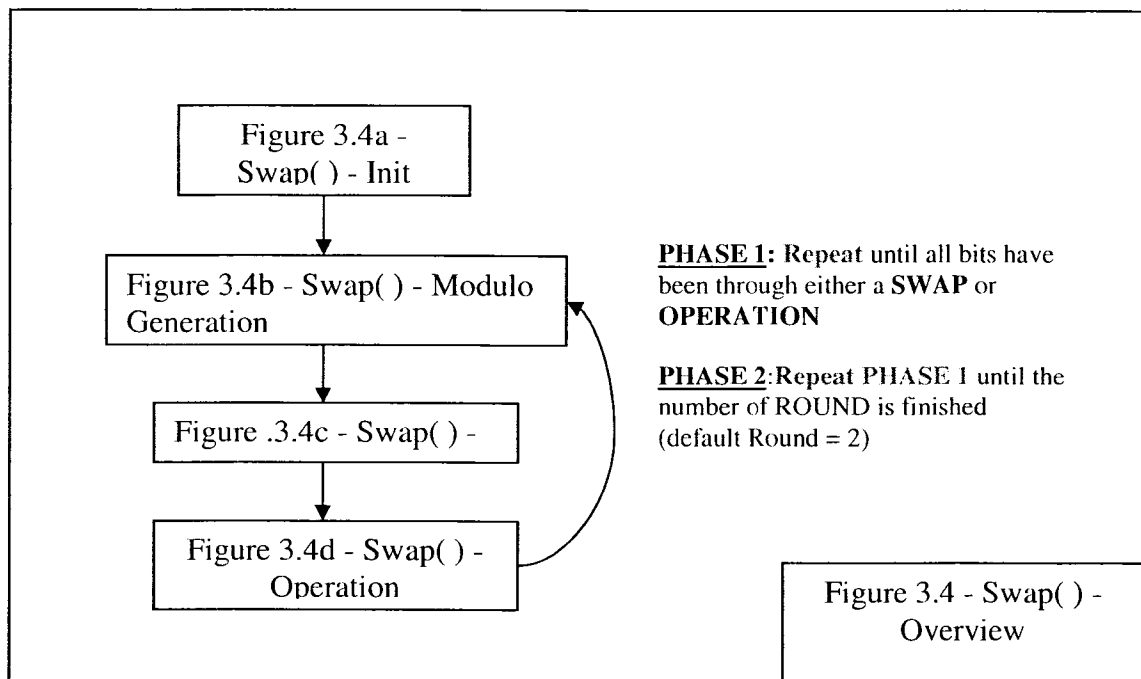 Figure 3.4a -
Swap( ) - Init
Figure 3.4b - Swap( ) - Modulo
Generation
Figure .3.4c - Swap( ) -
Figure 3.4d - Swap( ) -
Operation
PHASE 1: Repeat until all bits have
been through either a SWAP or
OPERATION
PHASE 2:Repeat PHASE 1 until the
number of ROUND is finished
(default Round = 2)
Figure 3.4 - Swap( ) -
Overview